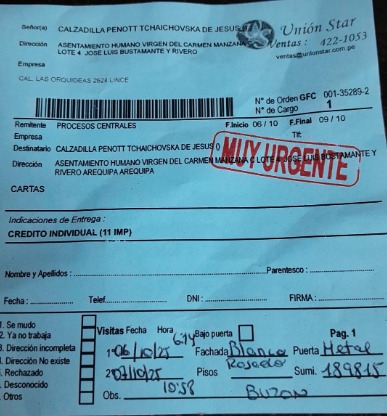 Señor(a) CALZADILLA PENOTT TCHAICHOVSKA DE JESUS ()
Unión Star
Dirección ASENTAMIENTO HUMANO VIRGEN DEL CARMEN MANZANA
LOTE 4 JOSE LUIS BUSTAMANTE Y RIVERO
Ventas: 422-1053
ventas@unionstar.com.pe
Empresa
CAL. LAS ORQUIDEAS 2624 LINCE
N° de Orden GFC 001-35289-2
N° de Cargo 1
Remitente PROCESOS CENTRALES F.Inicio 06 / 10 F.Final 09 / 10
Empresa Tlf:
Destinatario CALZADILLA PENOTT TCHAICHOVSKA DE JESUS ()
MUY URGENTE
Dirección ASENTAMIENTO HUMANO VIRGEN DEL CARMEN MANZANA C LOTE 4 JOSE LUIS BUSTAMANTE Y
RIVERO AREQUIPA AREQUIPA
CARTAS
Indicaciones de Entrega :
CREDITO INDIVIDUAL (11 IMP)
Nombre y Apellidos : Parentesco :
Fecha : Telef. DNI : FIRMA :
1. Se mudo
2. Ya no trabaja
3. Dirección incompleta
4. Dirección No existe
5. Rechazado
6. Desconocido
. Otros
Visitas Fecha Hora Bajo puerta Pag. 1
1° 06/10/25 Fachada Blanco Puerta Metal
Rosado
2° 07/10/25 10:58 Pisos Sumi. 189815
Obs. BUZON